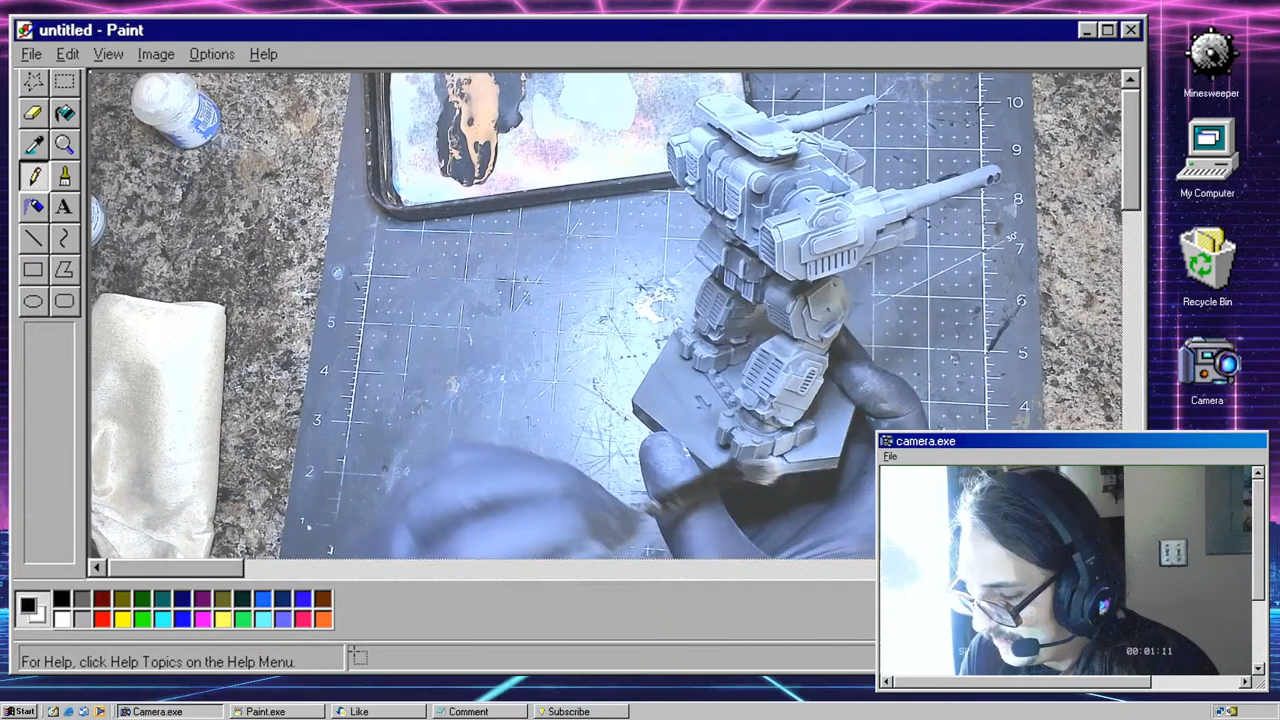 untitled - Paint
File Edit View Image Options Help
Minesweeper
My Computer
Recycle Bin
Camera
10
9
8
7
6
5
4
5
4
3
2
1
camera.exe
File
SP
00:01:11
For Help, click Help Topics on the Help Menu.
Start
Camera.exe
Paint.exe
Like
Comment
Subscribe